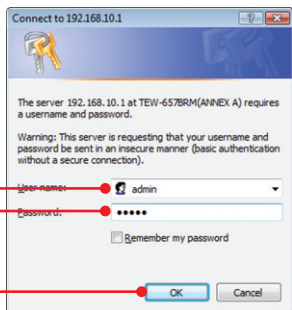 Connect to 192.168.10.1
The server 192.168.10.1 at TEW-657BRM(ANNEX A) requires
a username and password.
Warning: This server is requesting that your username and
password be sent in an insecure manner (basic authentication
without a secure connection).
User name: admin
Password: •••••
Remember my password
OK Cancel